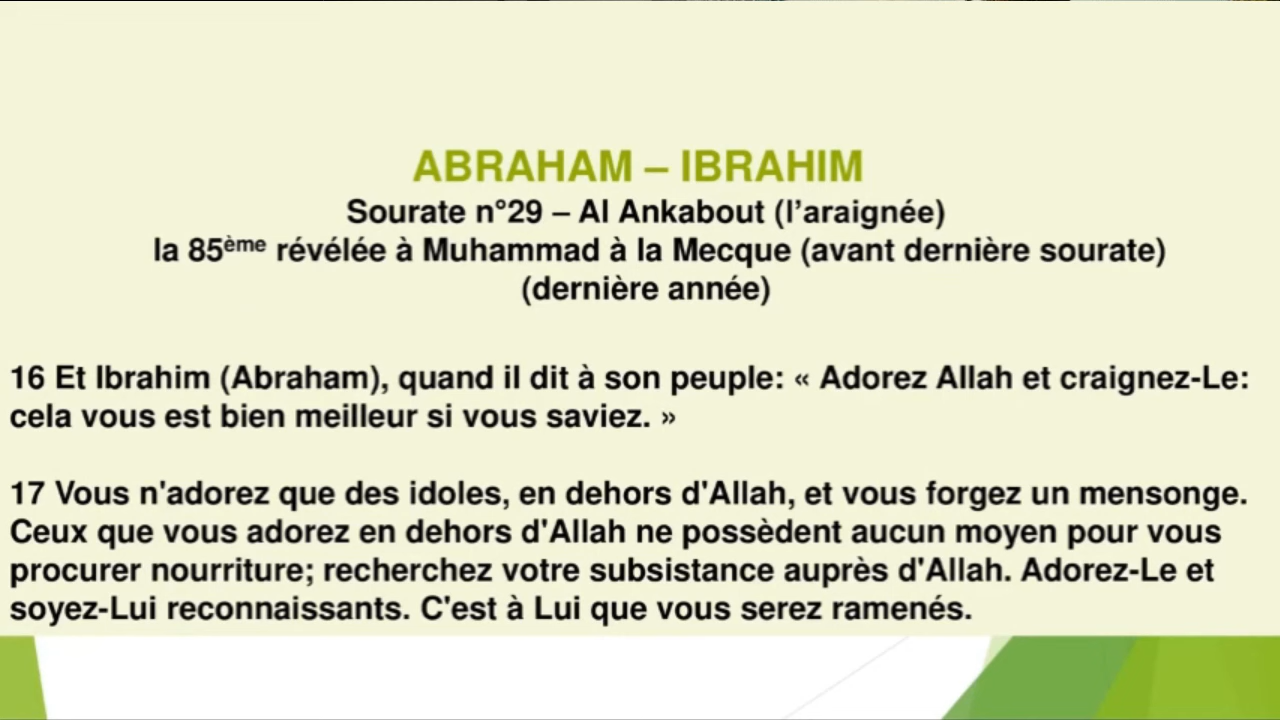 ABRAHAM – IBRAHIM
Sourate n°29 – Al Ankabout (l’araignée)
la 85ème révélée à Muhammad à la Mecque (avant dernière sourate)
(dernière année)
16 Et Ibrahim (Abraham), quand il dit à son peuple: « Adorez Allah et craignez-Le:
cela vous est bien meilleur si vous saviez. »
17 Vous n'adorez que des idoles, en dehors d'Allah, et vous forgez un mensonge.
Ceux que vous adorez en dehors d'Allah ne possèdent aucun moyen pour vous
procurer nourriture; recherchez votre subsistance auprès d'Allah. Adorez-Le et
soyez-Lui reconnaissants. C'est à Lui que vous serez ramenés.